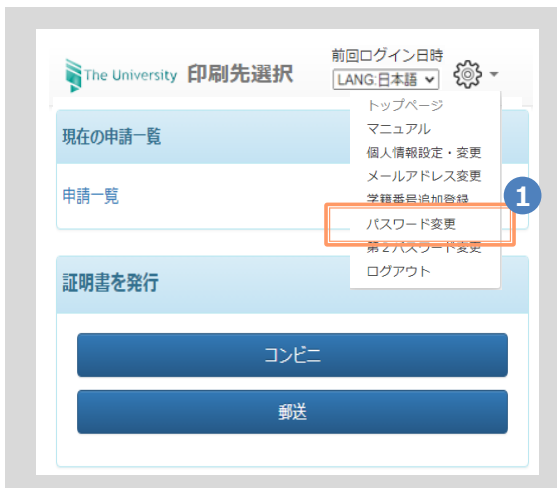 前回ログイン日時
The University 印刷先選択
LANG:日本語
トップページ
現在の申請一覧
マニュアル
個人情報設定・変更
メールアドレス変更
申請一覧
学籍番号追加登録
1
パスワード変更
第2パスワード変更
ログアウト
証明書を発行
コンビニ
郵送